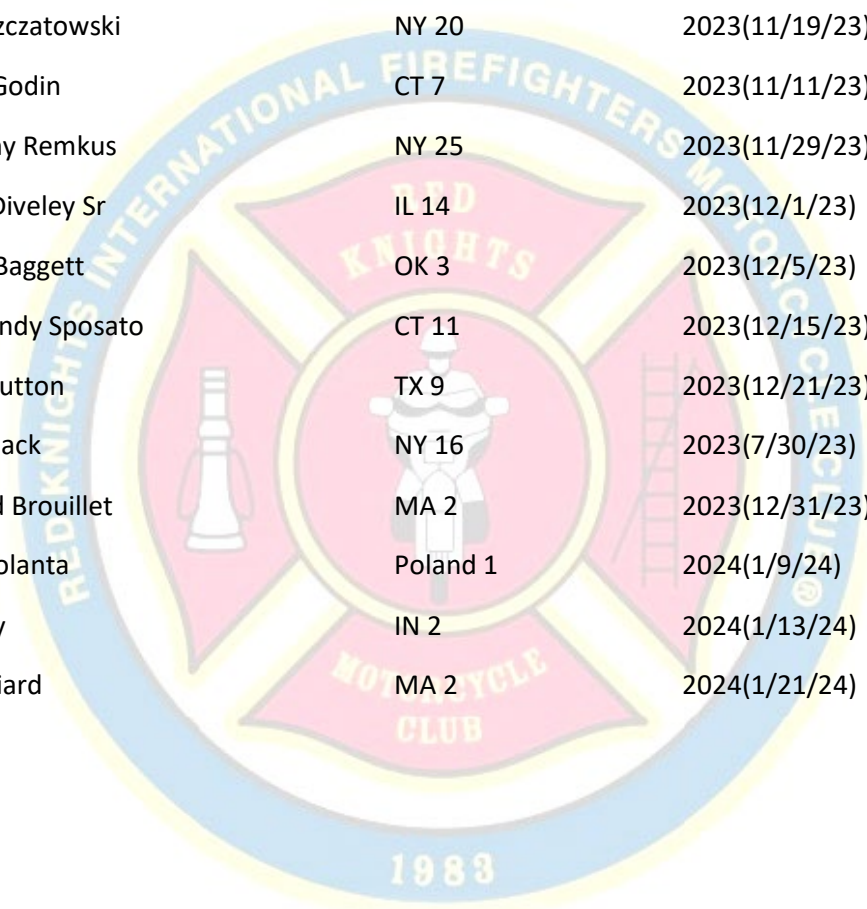 zczatowski NY 20 2023(11/19/23)
Godin CT 7 2023(11/11/23)
ay Remkus NY 25 2023(11/29/23)
Diveley Sr IL 14 2023(12/1/23)
Baggett OK 3 2023(12/5/23)
ndy Sposato CT 11 2023(12/15/23)
utton TX 9 2023(12/21/23)
ack NY 16 2023(7/30/23)
d Brouillet MA 2 2023(12/31/23)
olanta Poland 1 2024(1/9/24)
y IN 2 2024(1/13/24)
iard MA 2 2024(1/21/24)
RED KNIGHTS INTERNATIONAL FIREFIGHTERS MOTORCYCLE CLUB®
RED
KNIGHTS
MOTORCYCLE
CLUB
1983